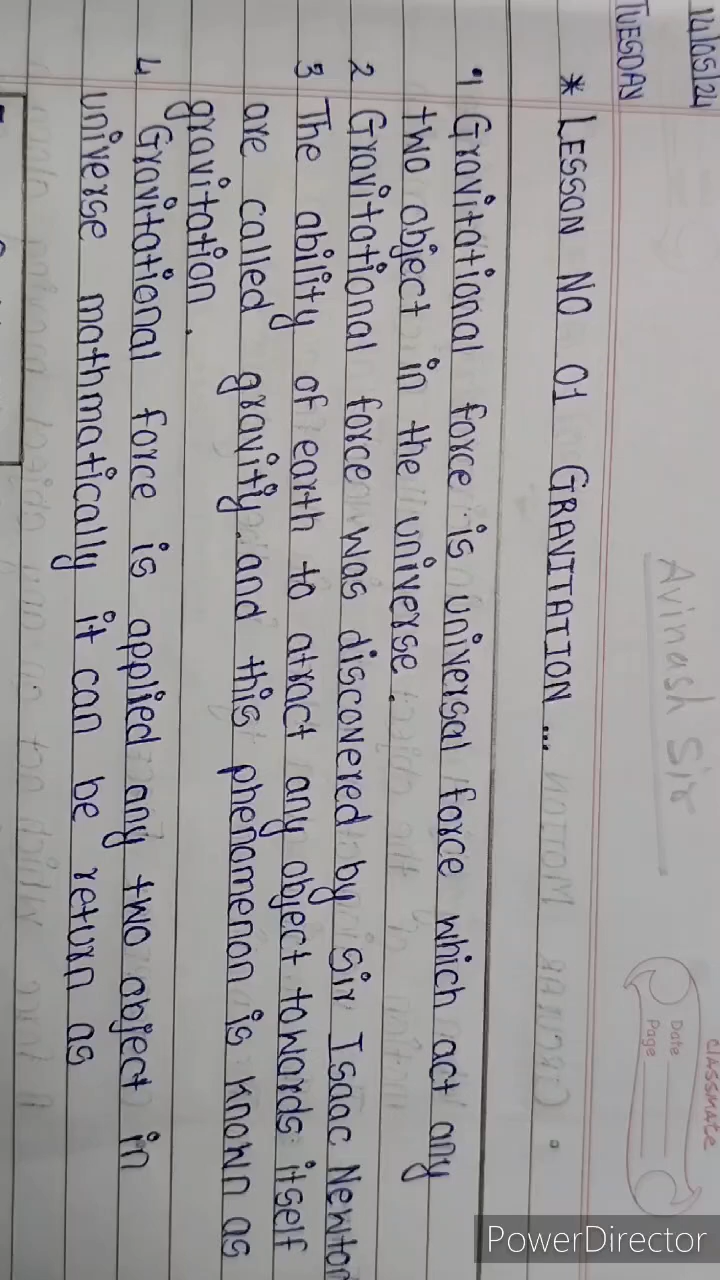 14/05/24
TUESDAY
Avinash Sir
CLASSMATE
Date
Page
* LESSON NO 01 GRAVITATION ...
1 Gravitational force is universal force which act any
two object in the universe.
2 Gravitational force was discovered by sir Isaac Newton
3 The ability of earth to atract any object towards itself
are called gravity and this phenomenon is known as
gravitation.
4 Gravitational force is applied any two object in
universe mathmatically it can be return as
PowerDirector